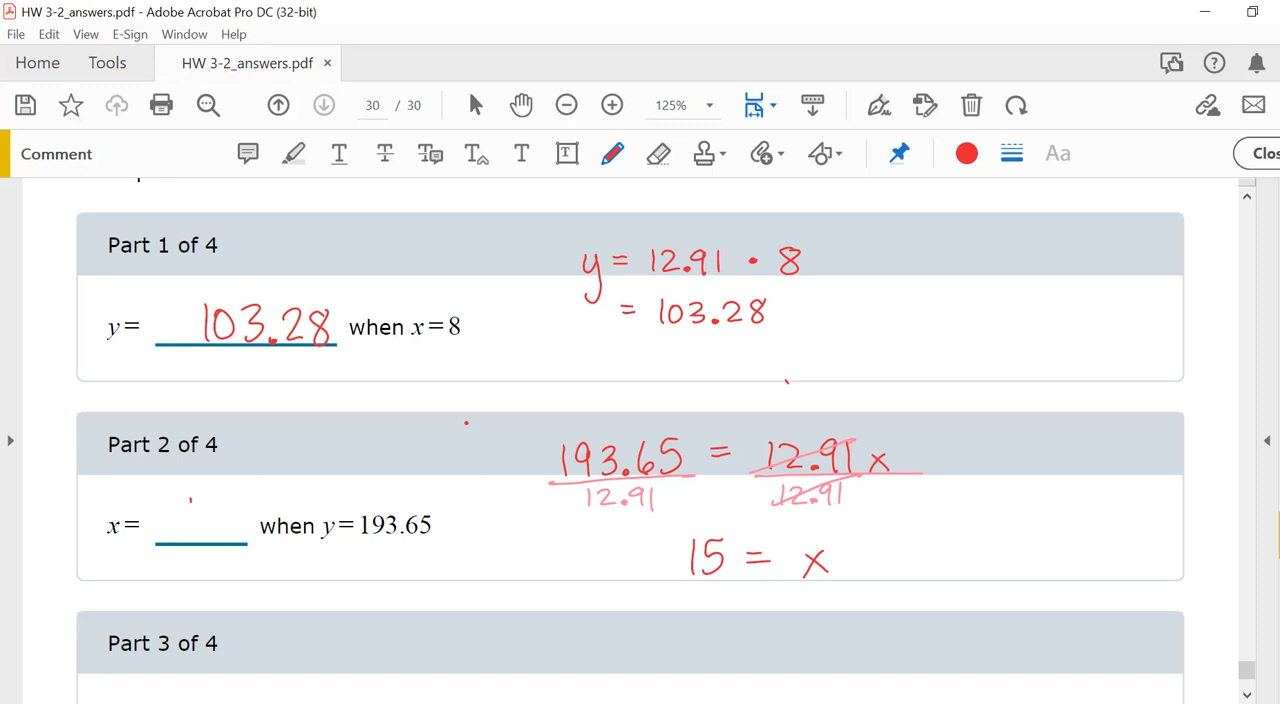 HW 3-2_answers.pdf - Adobe Acrobat Pro DC (32-bit)
File Edit View E-Sign Window Help
Home Tools HW 3-2_answers.pdf ×
30 / 30 125%
Comment T T T T T T Aa Clos
Part 1 of 4
y = 12.91 · 8
= 103.28
y= 103.28 when x=8
Part 2 of 4
193.65 = 12.91 x
12.91 12.91
x= when y=193.65
15 = x
Part 3 of 4